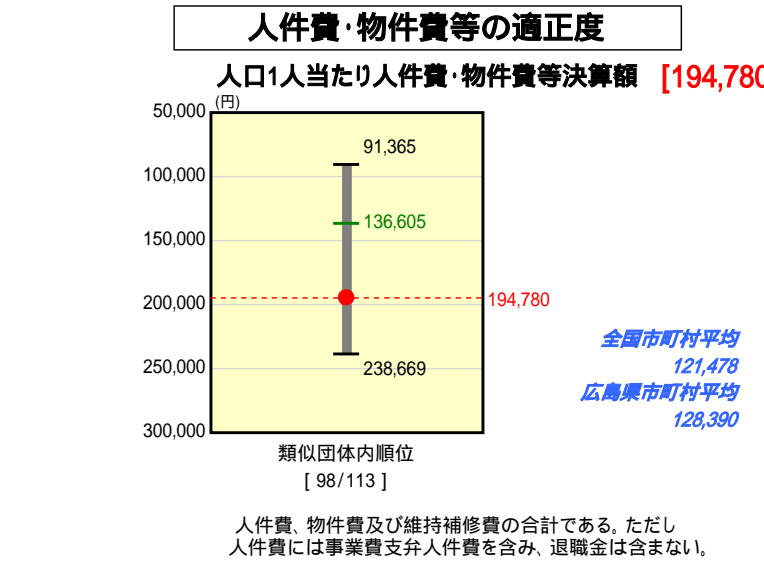 人件費･物件費等の適正度
人口1人当たり人件費･物件費等決算額 [194,780
(円)
50,000
91,365
100,000
136,605
150,000
194,780
200,000
全国市町村平均
121,478
250,000
238,669
広島県市町村平均
128,390
300,000
類似団体内順位
[ 98/113 ]
人件費、物件費及び維持補修費の合計である。ただし
人件費には事業費支弁人件費を含み、退職金は含まない。